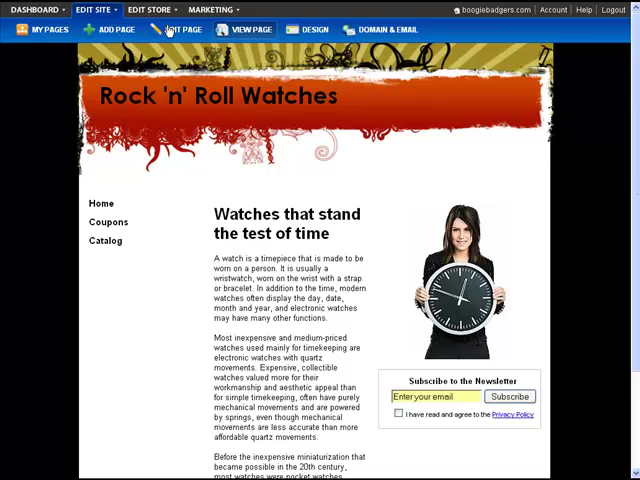 DASHBOARD EDIT SITE EDIT STORE MARKETING boogiebadgers.com Account Help Logout
MY PAGES ADD PAGE EDIT PAGE VIEW PAGE DESIGN DOMAIN & EMAIL
Rock 'n' Roll Watches
Home
Coupons
Catalog
Watches that stand
the test of time
A watch is a timepiece that is made to be
worn on a person. It is usually a
wristwatch, worn on the wrist with a strap
or bracelet. In addition to the time, modern
watches often display the day, date,
month and year, and electronic watches
may have many other functions.
Most inexpensive and medium-priced
watches used mainly for timekeeping are
electronic watches with quartz
movements. Expensive, collectible
watches valued more for their
workmanship and aesthetic appeal than
for simple timekeeping, often have purely
mechanical movements and are powered
by springs, even though mechanical
movements are less accurate than more
affordable quartz movements.
Before the inexpensive miniaturization that
became possible in the 20th century,
most watches were pocket watches,
Subscribe to the Newsletter
Enter your email Subscribe
I have read and agree to the Privacy Policy